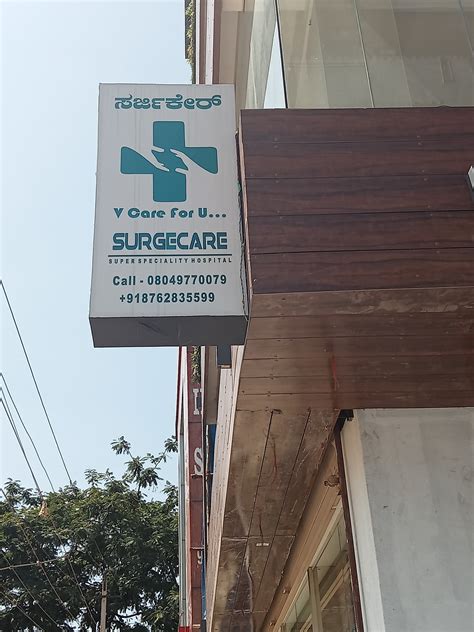 ಸರ್ಜಿಕೇರ್
V Care For U...
SURGECARE
SUPER SPECIALITY HOSPITAL
Call - 08049770079
+918762835599